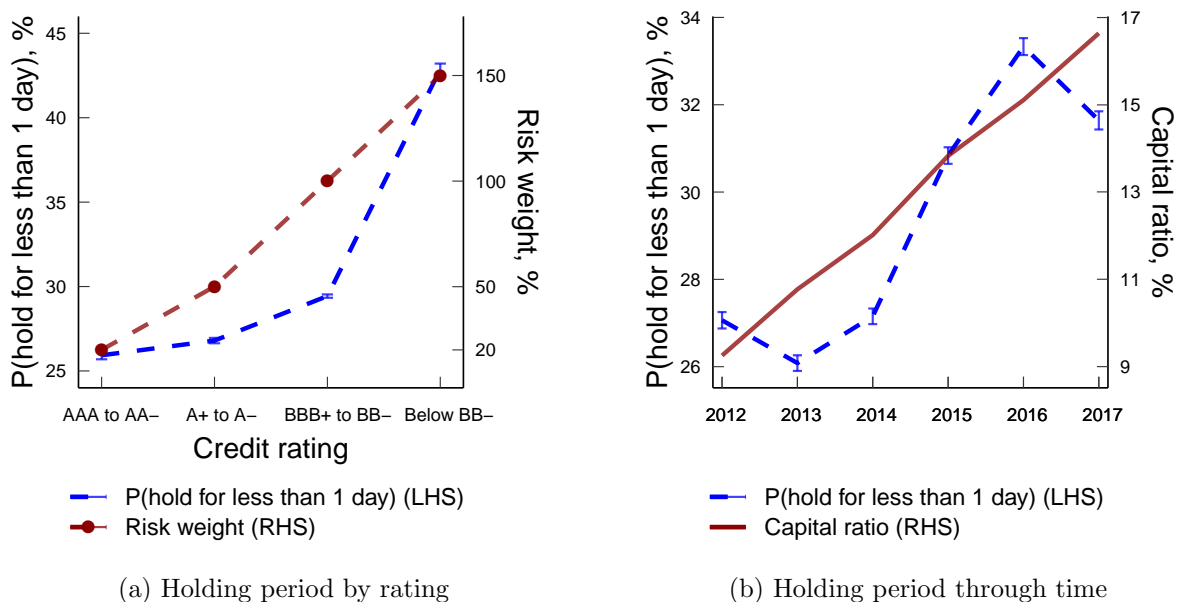 P(hold for less than 1 day), %
45
40
35
30
25
150
100
50
20
Risk weight, %
AAA to AA–
A+ to A–
BBB+ to BB–
Below BB–
Credit rating
P(hold for less than 1 day) (LHS)
Risk weight (RHS)
(a) Holding period by rating
P(hold for less than 1 day), %
34
32
30
28
26
17
15
13
11
9
Capital ratio, %
2012
2013
2014
2015
2016
2017
P(hold for less than 1 day) (LHS)
Capital ratio (RHS)
(b) Holding period through time